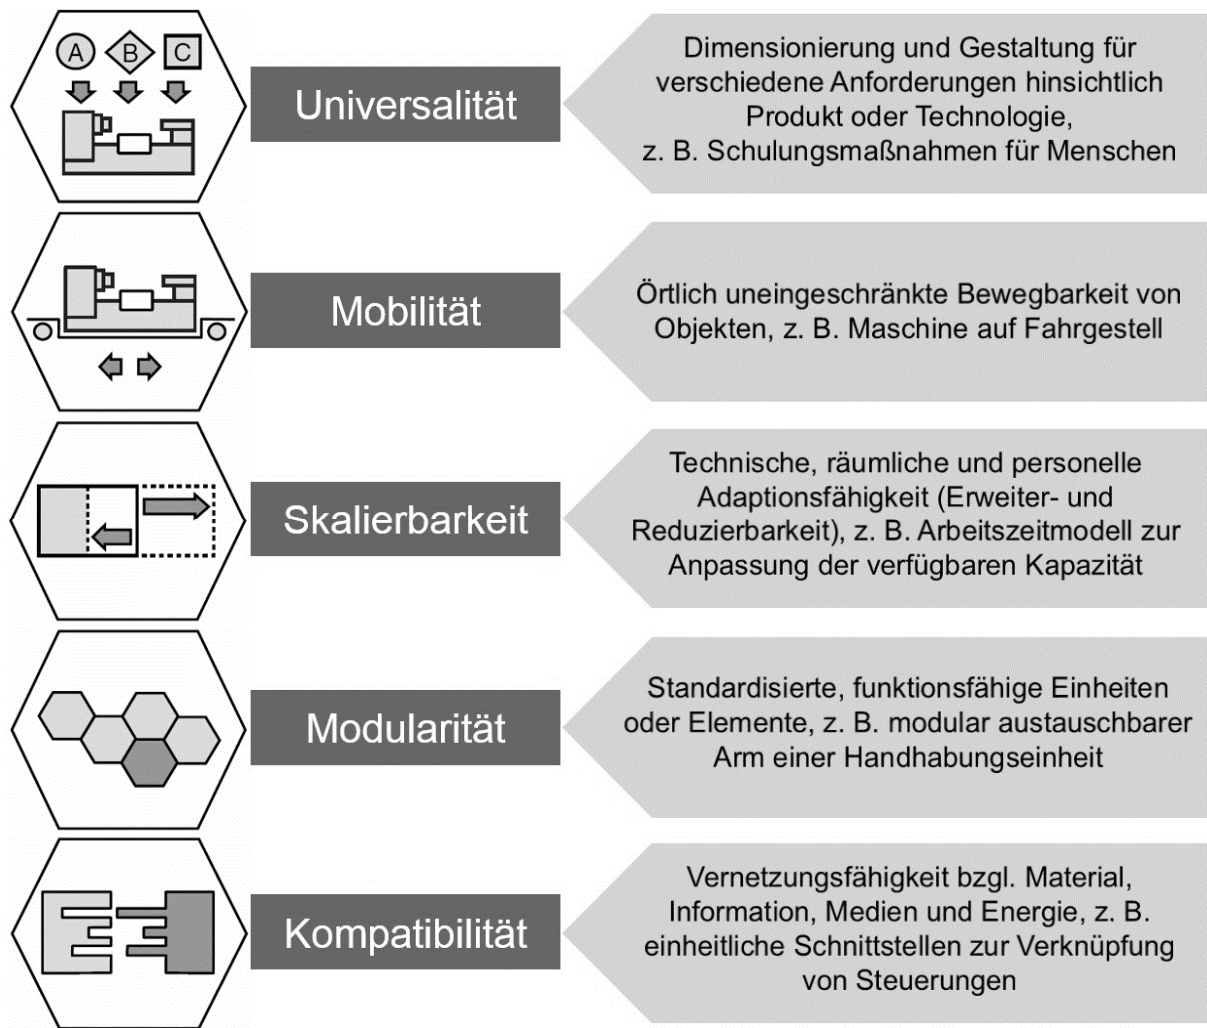 A B C
Universalität
Dimensionierung und Gestaltung für
verschiedene Anforderungen hinsichtlich
Produkt oder Technologie,
z. B. Schulungsmaßnahmen für Menschen
Mobilität
Örtlich uneingeschränkte Bewegbarkeit von
Objekten, z. B. Maschine auf Fahrgestell
Skalierbarkeit
Technische, räumliche und personelle
Adaptionsfähigkeit (Erweiter- und
Reduzierbarkeit), z. B. Arbeitszeitmodell zur
Anpassung der verfügbaren Kapazität
Modularität
Standardisierte, funktionsfähige Einheiten
oder Elemente, z. B. modular austauschbarer
Arm einer Handhabungseinheit
Kompatibilität
Vernetzungsfähigkeit bzgl. Material,
Information, Medien und Energie, z. B.
einheitliche Schnittstellen zur Verknüpfung
von Steuerungen